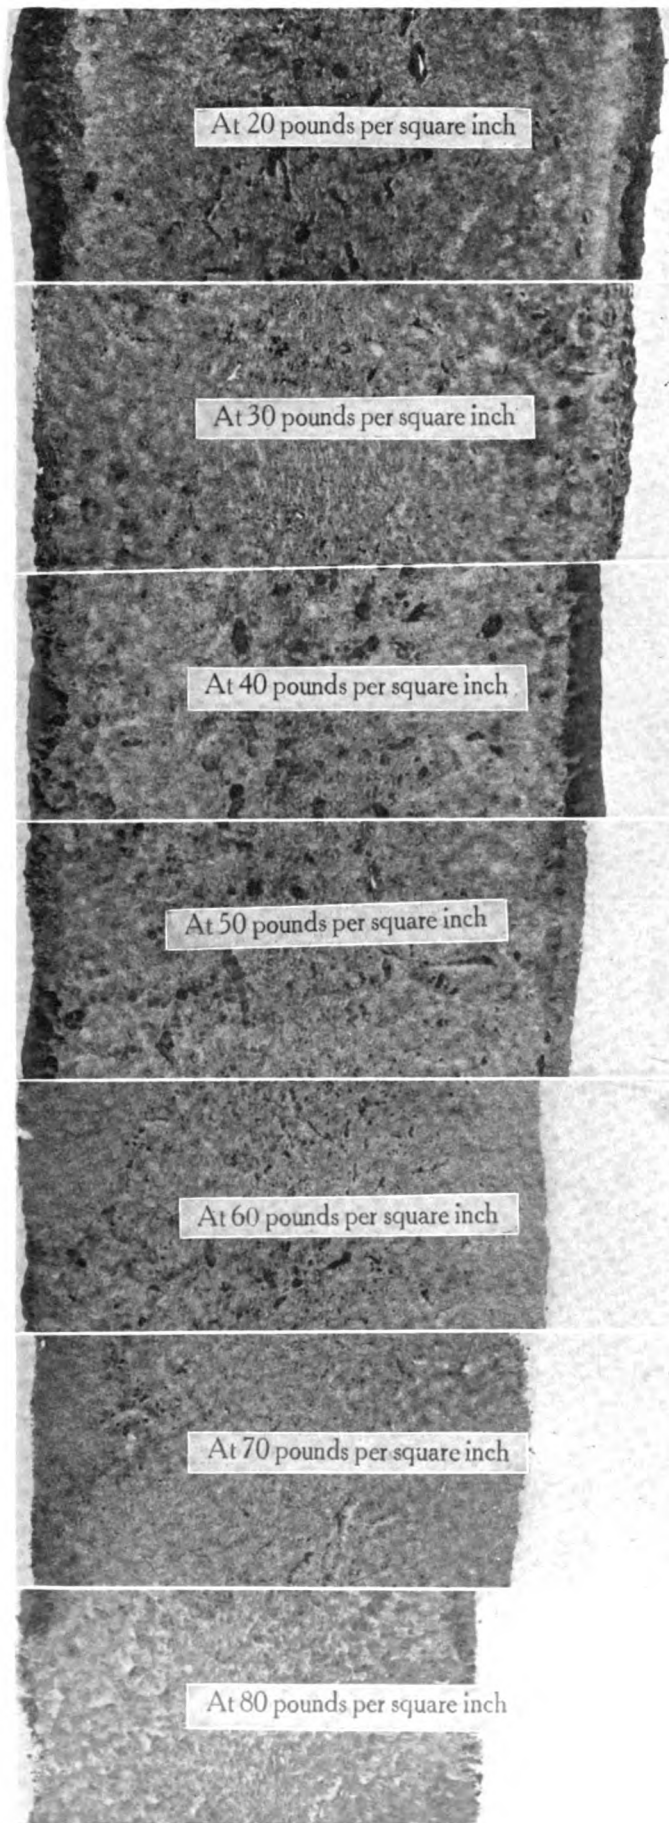 At 20 pounds per square inch
At 30 pounds per square inch
At 40 pounds per square inch
At 50 pounds per square inch
At 60 pounds per square inch
At 70 pounds per square inch
At 80 pounds per square inch